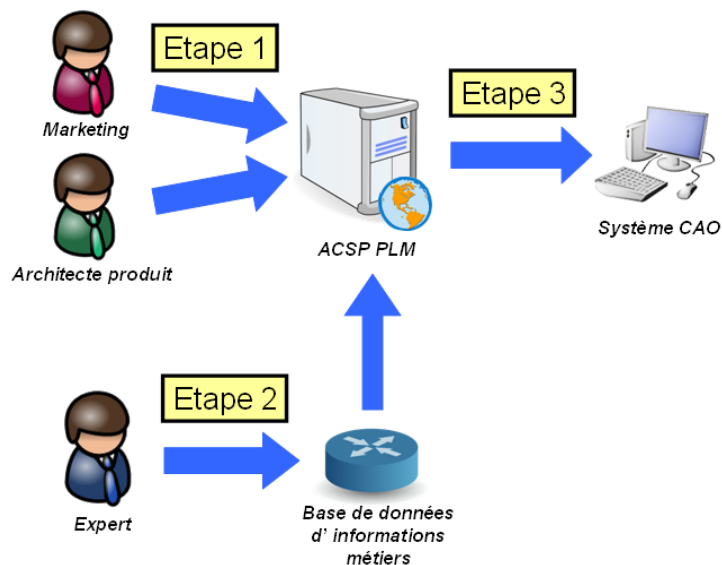 Etape 1
Marketing
Architecte produit
ACSP PLM
Etape 3
Système CAO
Etape 2
Expert
Base de données
d' informations
métiers